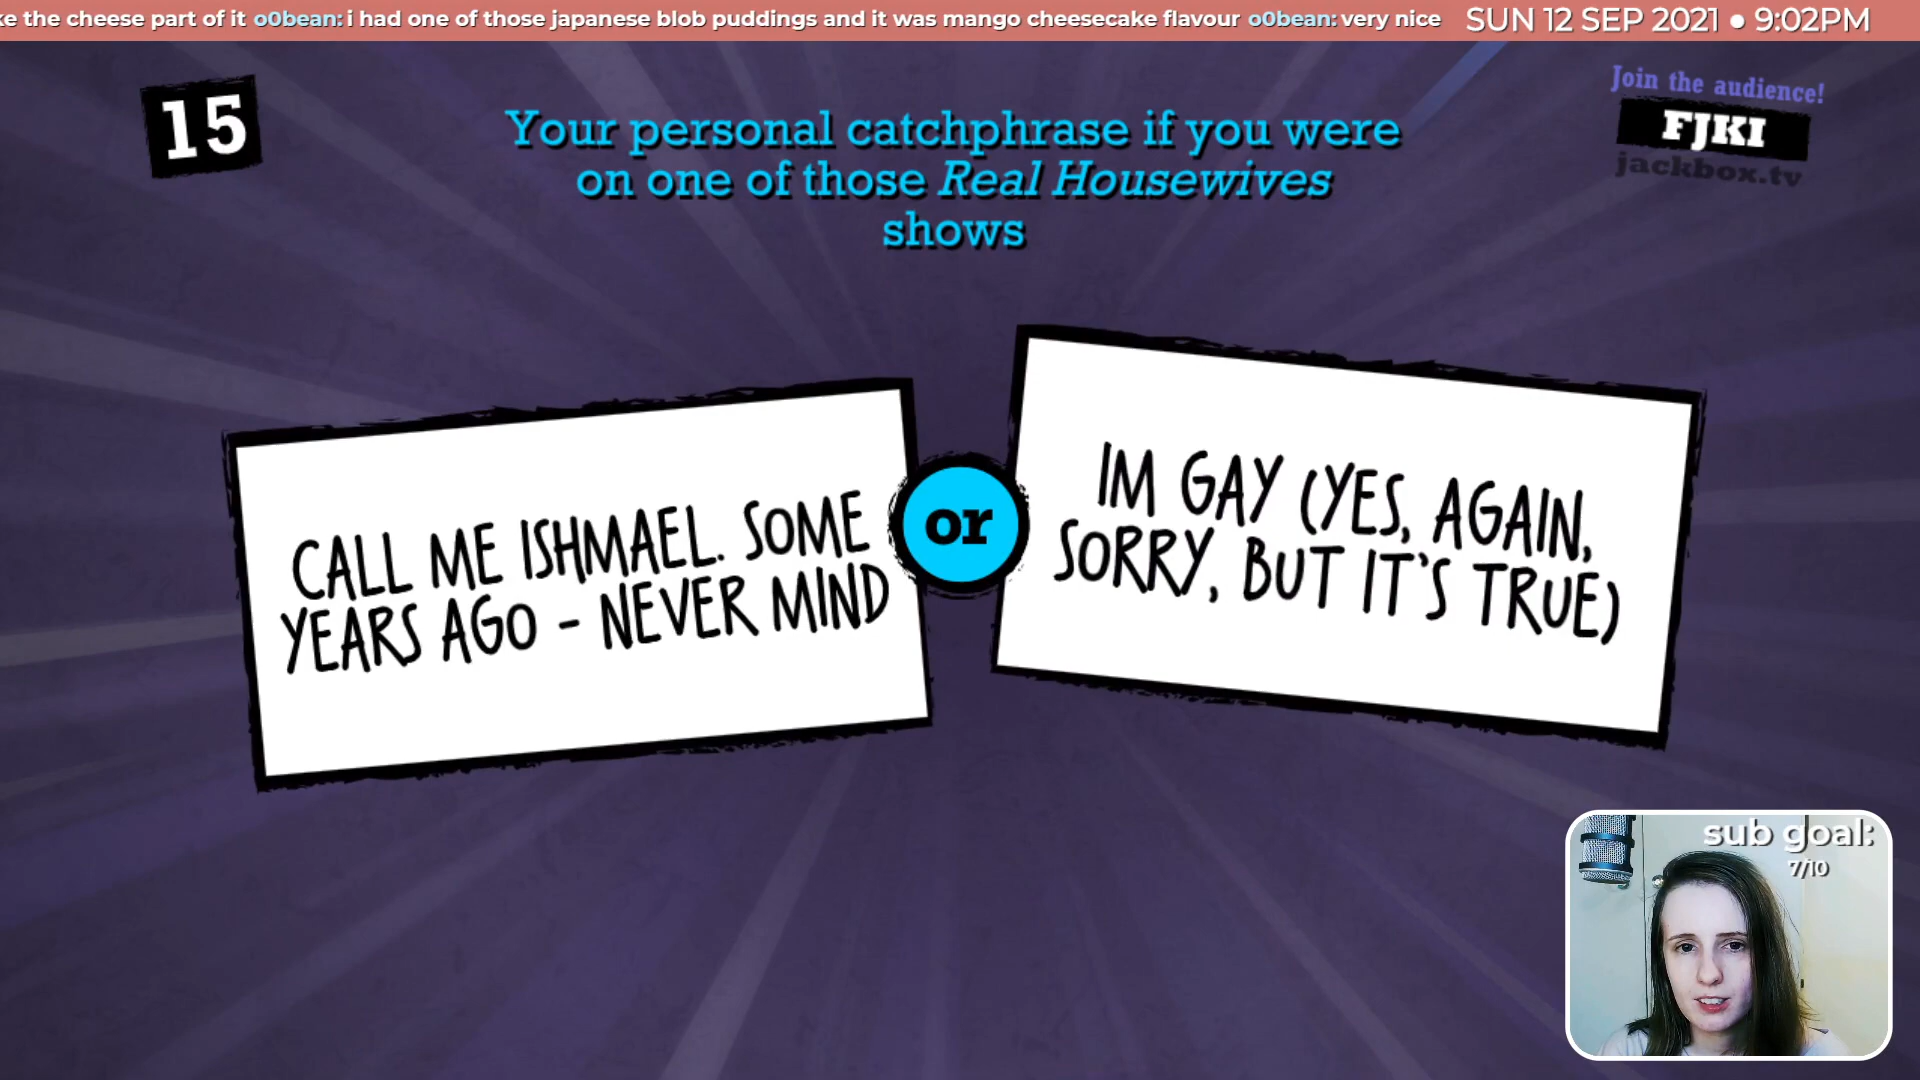 ke the cheese part of it o0bean: i had one of those japanese blob puddings and it was mango cheesecake flavour o0bean: very nice
SUN 12 SEP 2021 ● 9:02PM
15
Your personal catchphrase if you were
on one of those Real Housewives
shows
Join the audience!
FJKI
jackbox.tv
CALL ME ISHMAEL. SOME
YEARS AGO - NEVER MIND
or
IM GAY (YES, AGAIN,
SORRY, BUT IT'S TRUE)
sub goal:
7/10